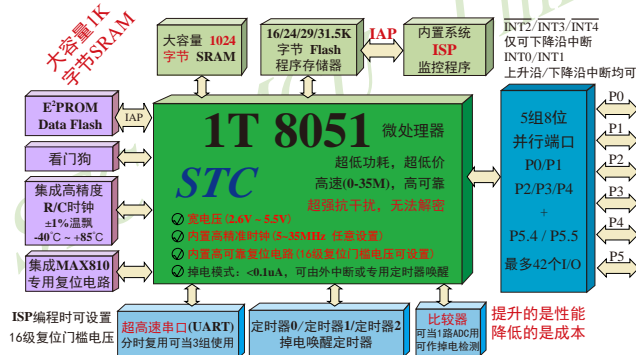 大容量1K
字节SRAM
大容量 1024
字节 SRAM
16/24/29/31.5K
字节 Flash
程序存储器
IAP
内置系统
ISP
监控程序
INT2/INT3/INT4
仅可下降沿中断
INT0/INT1
上升沿/下降沿中断均可
E²PROM
Data Flash
IAP
看门狗
集成高精度
R/C时钟
±1%温飘
-40℃ ~ +85℃
集成MAX810
专用复位电路
1T 8051 微处理器
STC
超低功耗，超低价
高速(0-35M)，高可靠
超强抗干扰，无法解密
宽电压(2.6V ~ 5.5V)
内置高精准时钟(5~35MHz 任意设置)
内置高可靠复位电路(16级复位门槛电压可设置)
掉电模式：<0.1uA，可由外中断或专用定时器唤醒
5组8位
并行端口
P0/P1
P2/P3/P4
+
P5.4 / P5.5
最多42个I/O
P0
P1
P2
P3
P4
P5
ISP编程时可设置
16级复位门槛电压
超高速串口(UART)
分时复用可当3组使用
定时器0/定时器1/定时器2
掉电唤醒定时器
比较器
可当1路ADC用
可作掉电检测
提升的是性能
降低的是成本